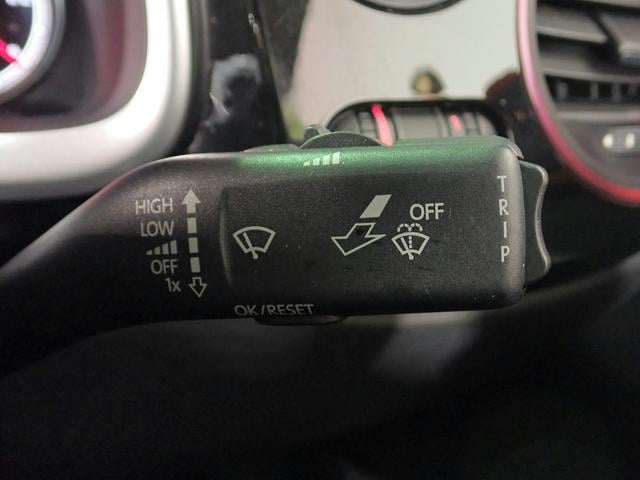 HIGH
LOW
OFF
1x
OFF
TRIP
OK/RESET